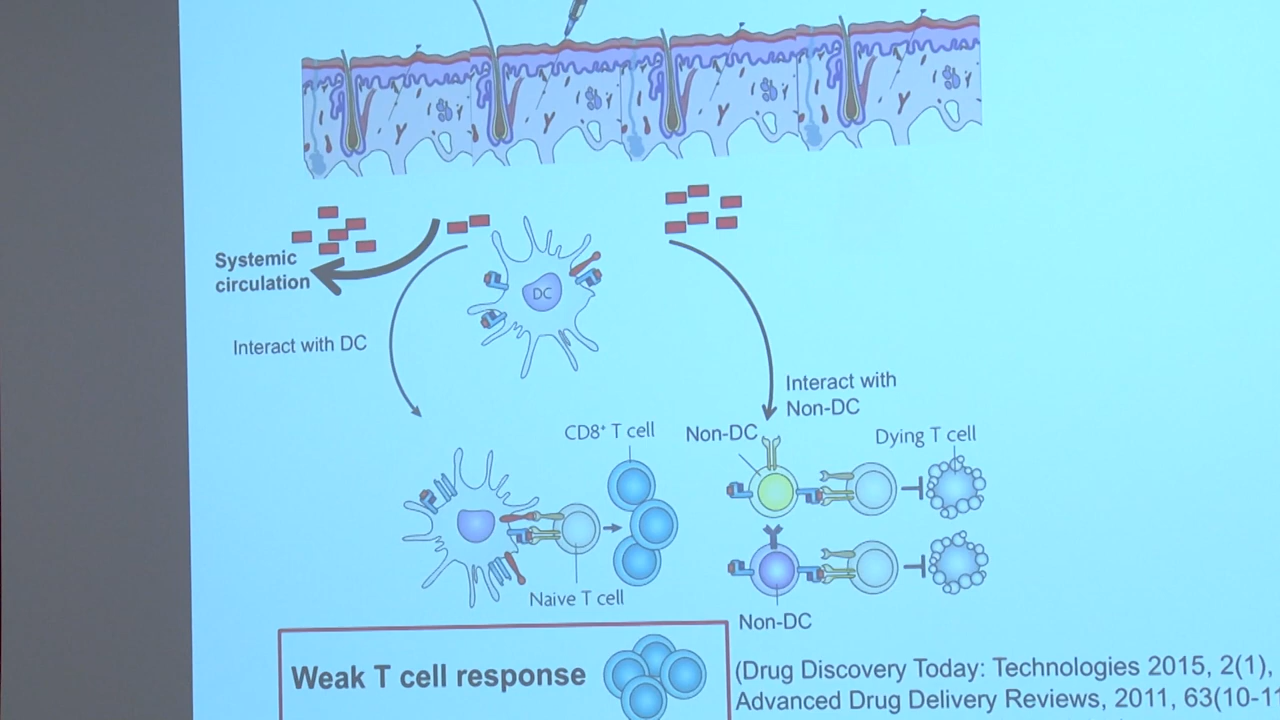 Systemic
circulation
DC
Interact with DC
Interact with
Non-DC
CD8⁺ T cell
Non-DC
Dying T cell
Naive T cell
Non-DC
Weak T cell response
(Drug Discovery Today: Technologies 2015, 2(1),
Advanced Drug Delivery Reviews, 2011, 63(10-11